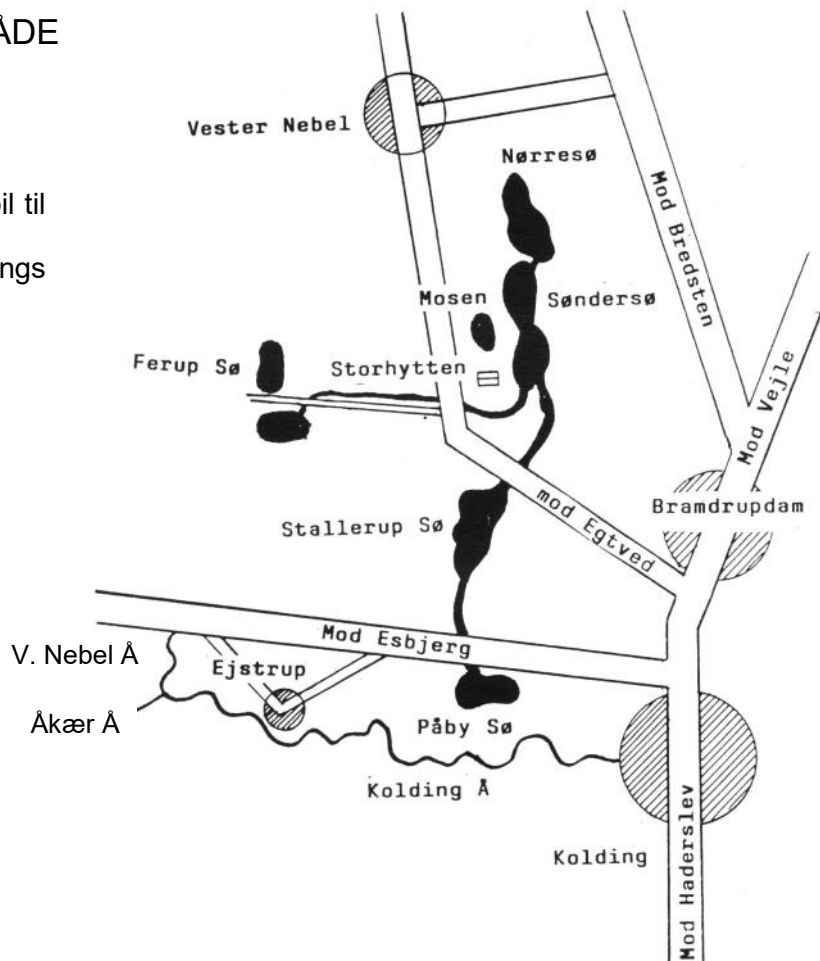 ÅDE
Vester Nebel
Nørresø
Mod Bredsten
il til
ngs
Mosen
Søndersø
Ferup Sø
Storhytten
Mod Vejle
Bramdrupdam
mod Egtved
Stallerup Sø
Mod Esbjerg
V. Nebel Å
Ejstrup
Åkær Å
Påby Sø
Kolding Å
Kolding
Mod Haderslev